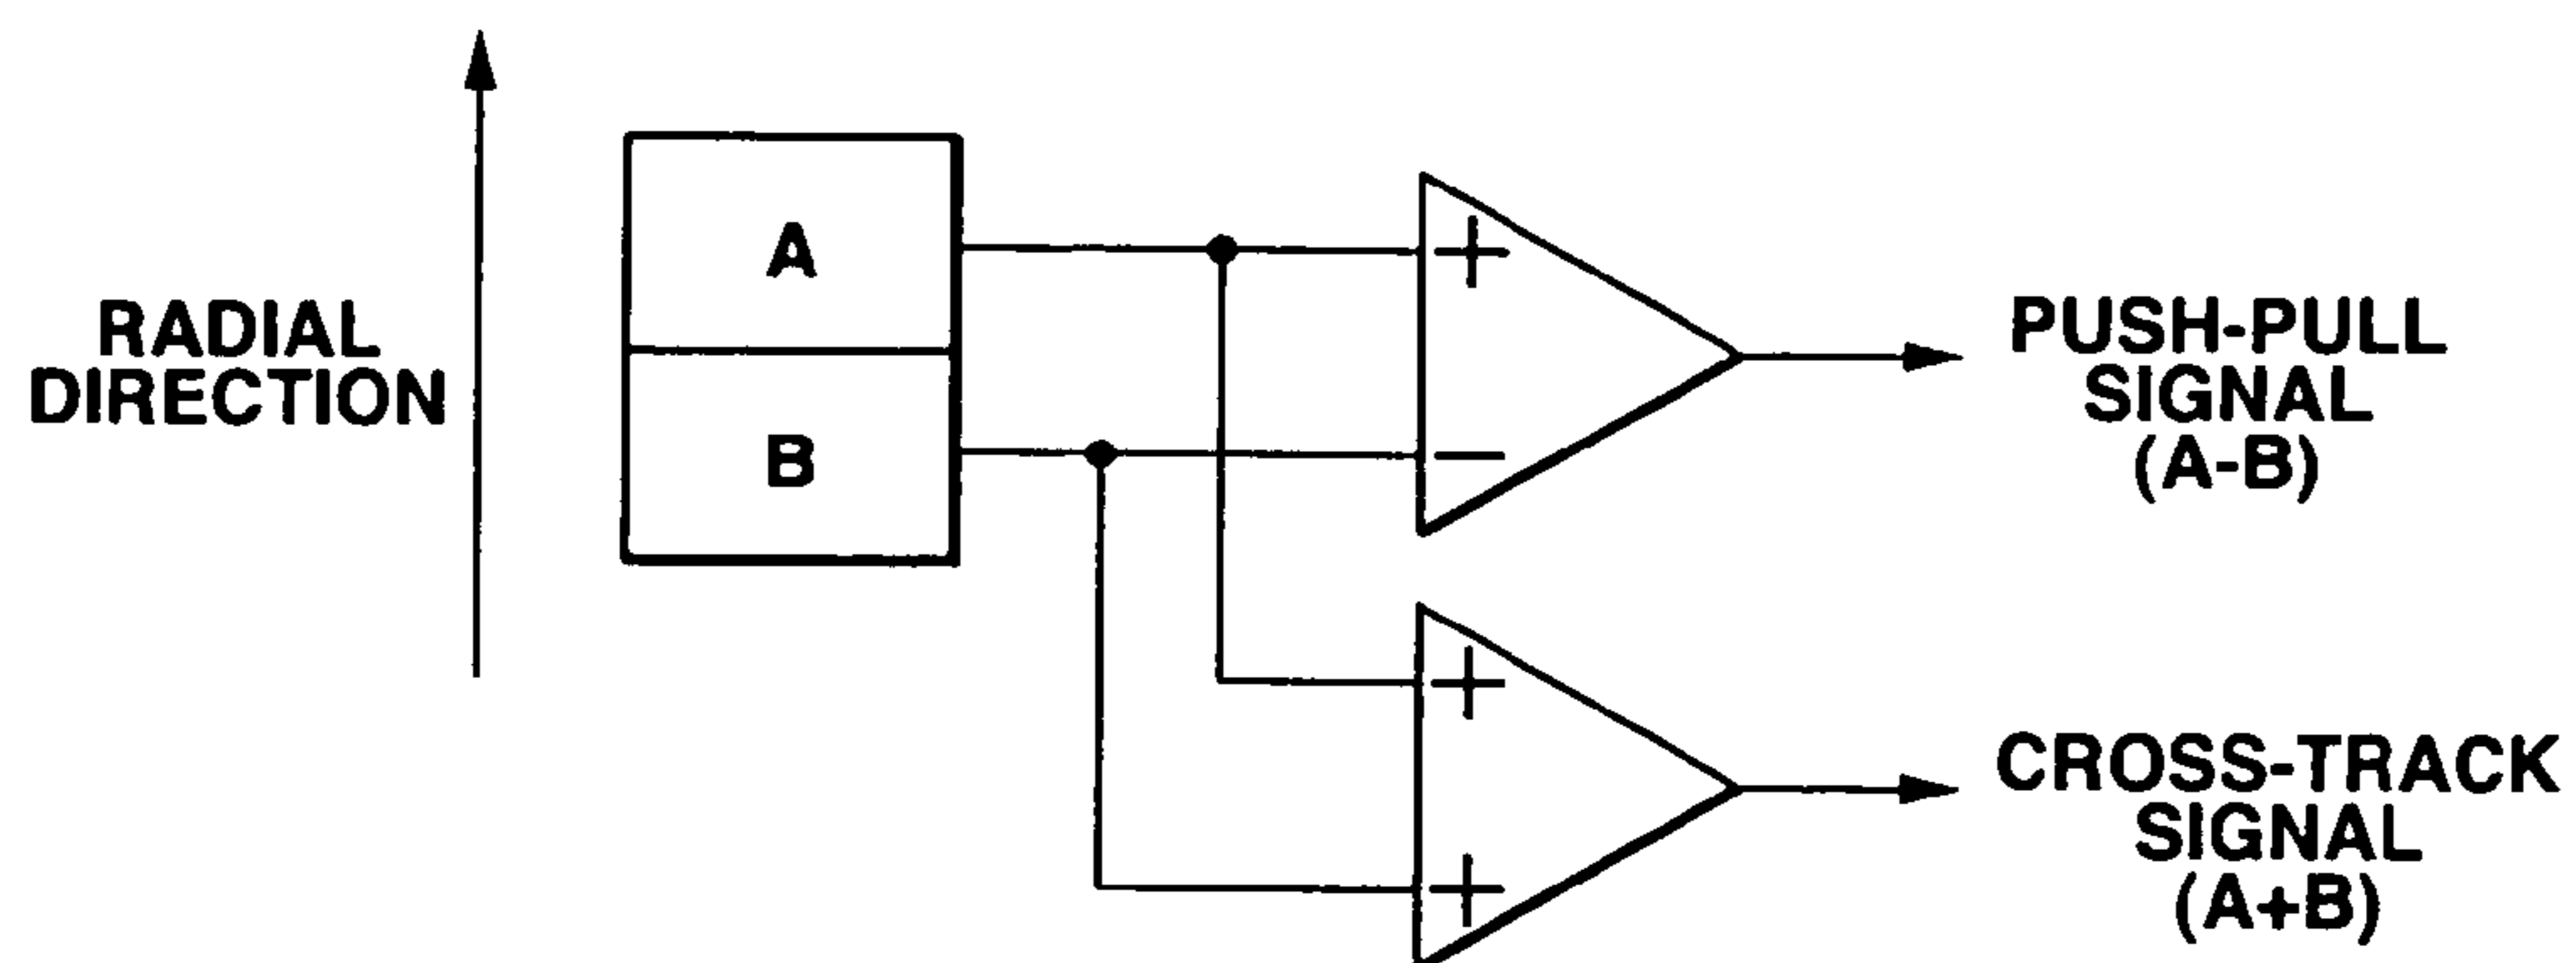 RADIAL
DIRECTION
A
B
+
−
+
+
PUSH-PULL
SIGNAL
(A-B)
CROSS-TRACK
SIGNAL
(A+B)